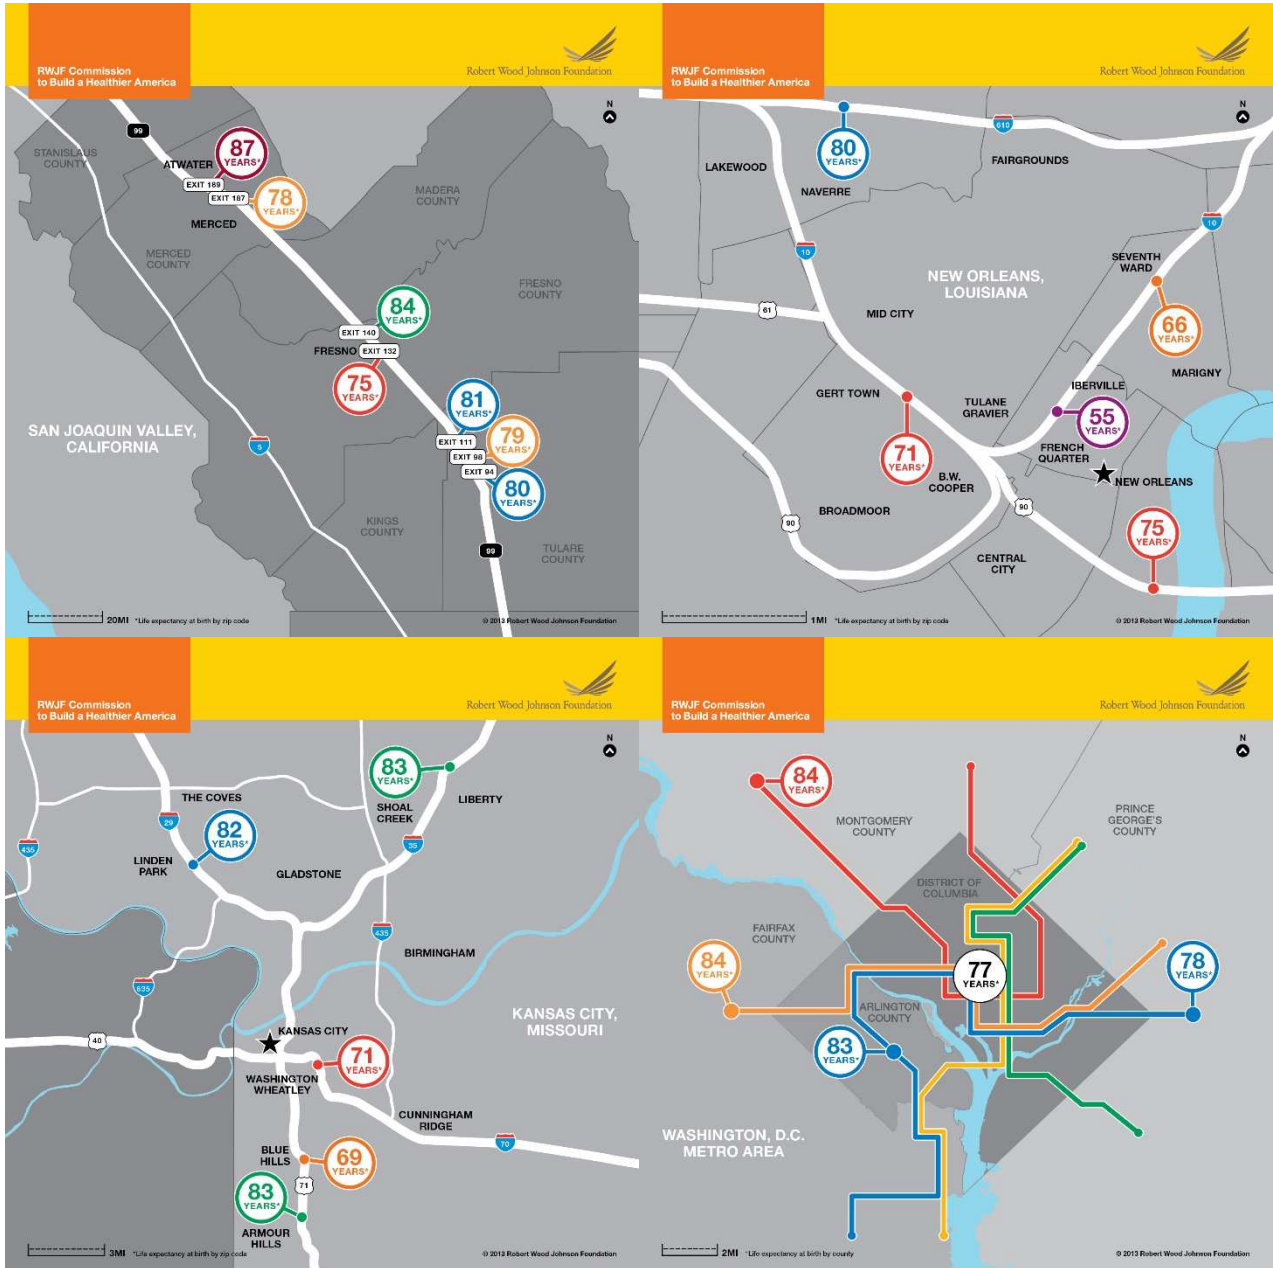 RWJF Commission
to Build a Healthier America
Robert Wood Johnson Foundation
N
99
STANISLAUS
COUNTY
ATWATER
87
YEARS*
EXIT 189
EXIT 187
78
YEARS*
MERCED
MADERA
COUNTY
MERCED
COUNTY
FRESNO
COUNTY
84
YEARS*
EXIT 140
FRESNO
EXIT 132
75
YEARS*
81
YEARS*
SAN JOAQUIN VALLEY,
CALIFORNIA
5
EXIT 111
79
YEARS*
EXIT 98
EXIT 94
80
YEARS*
KINGS
COUNTY
99
TULARE
COUNTY
20MI
*Life expectancy at birth by zip code
© 2013 Robert Wood Johnson Foundation
RWJF Commission
to Build a Healthier America
Robert Wood Johnson Foundation
N
610
80
YEARS*
LAKEWOOD
NAVERRE
FAIRGROUNDS
10
10
SEVENTH
WARD
NEW ORLEANS,
LOUISIANA
61
MID CITY
66
YEARS*
MARIGNY
GERT TOWN
IBERVILLE
TULANE
GRAVIER
55
YEARS*
71
YEARS*
FRENCH
QUARTER
B.W.
COOPER
NEW ORLEANS
BROADMOOR
90
90
75
YEARS*
CENTRAL
CITY
1MI
*Life expectancy at birth by zip code
© 2013 Robert Wood Johnson Foundation
RWJF Commission
to Build a Healthier America
Robert Wood Johnson Foundation
N
83
YEARS*
THE COVES
SHOAL
CREEK
LIBERTY
29
82
YEARS*
435
35
LINDEN
PARK
GLADSTONE
435
BIRMINGHAM
635
KANSAS CITY,
MISSOURI
40
KANSAS CITY
71
YEARS*
WASHINGTON
WHEATLEY
CUNNINGHAM
RIDGE
70
BLUE
HILLS
69
YEARS*
71
83
YEARS*
ARMOUR
HILLS
3MI
*Life expectancy at birth by zip code
© 2013 Robert Wood Johnson Foundation
RWJF Commission
to Build a Healthier America
Robert Wood Johnson Foundation
N
84
YEARS*
MONTGOMERY
COUNTY
PRINCE
GEORGE'S
COUNTY
DISTRICT OF
COLUMBIA
FAIRFAX
COUNTY
84
YEARS*
77
YEARS*
78
YEARS*
ARLINGTON
COUNTY
83
YEARS*
WASHINGTON, D.C.
METRO AREA
2MI
*Life expectancy at birth by county
© 2013 Robert Wood Johnson Foundation